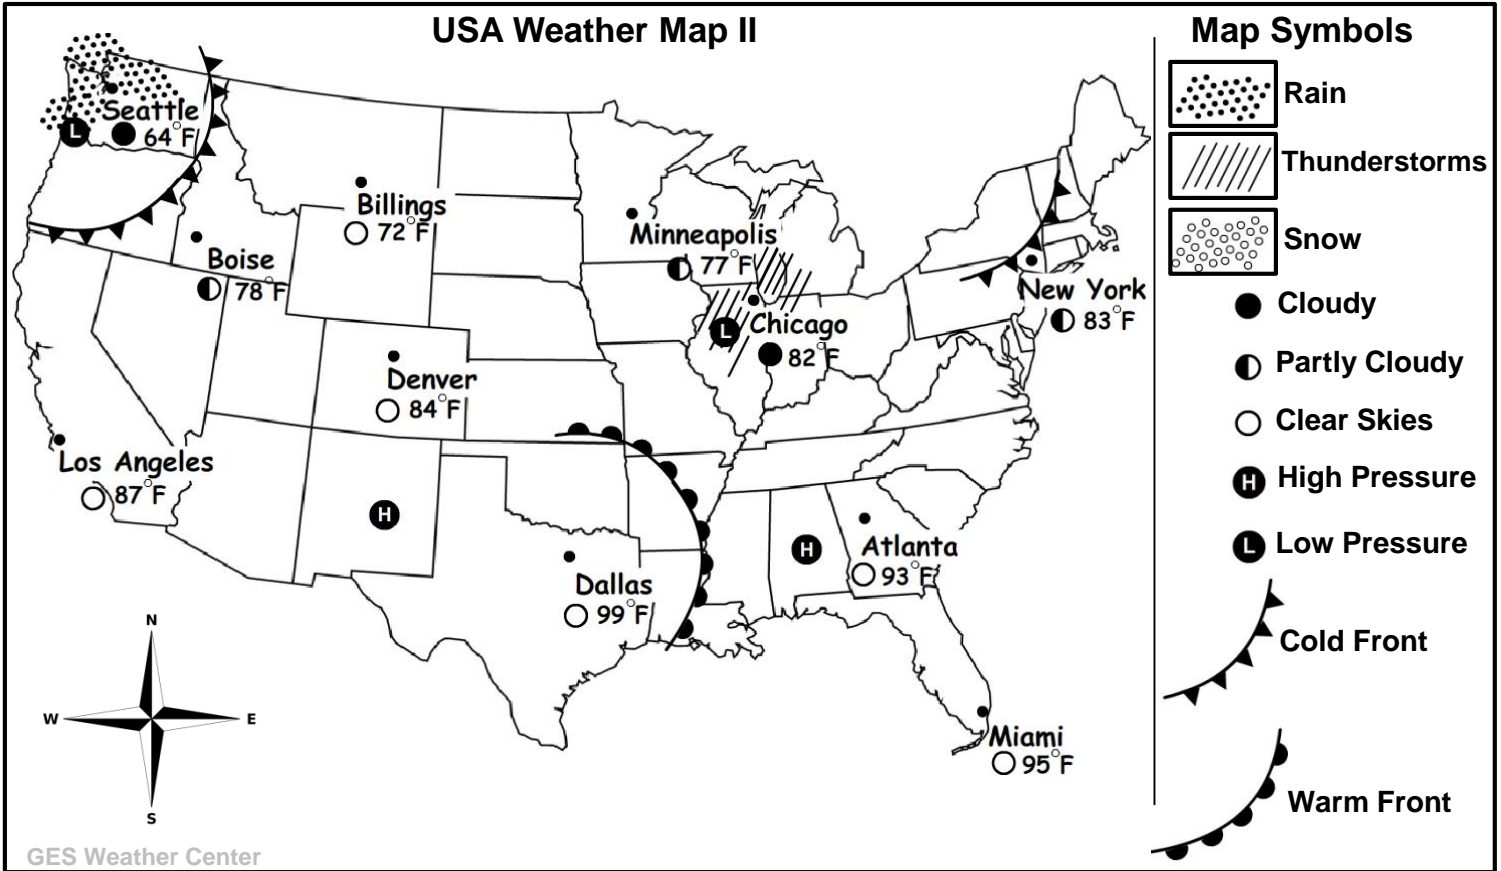 USA Weather Map II
Seattle
L
64°F
Billings
72°F
Boise
78°F
Minneapolis
77°F
L
Chicago
82°F
New York
83°F
Denver
84°F
Los Angeles
87°F
H
H
Atlanta
93°F
Dallas
99°F
Miami
95°F
N
W E
S
GES Weather Center
Map Symbols
Rain
Thunderstorms
Snow
Cloudy
Partly Cloudy
Clear Skies
H High Pressure
L Low Pressure
Cold Front
Warm Front